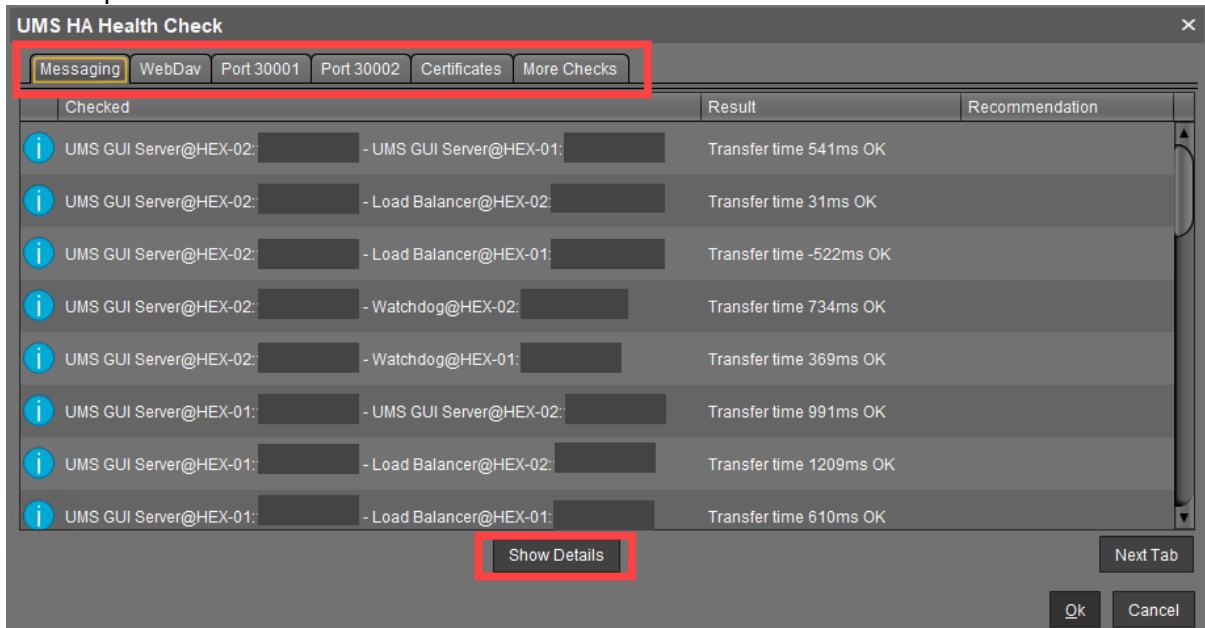 UMS HA Health Check ×
Messaging WebDav Port 30001 Port 30002 Certificates More Checks
Checked Result Recommendation
UMS GUI Server@HEX-02: - UMS GUI Server@HEX-01: Transfer time 541ms OK
UMS GUI Server@HEX-02: - Load Balancer@HEX-02: Transfer time 31ms OK
UMS GUI Server@HEX-02: - Load Balancer@HEX-01: Transfer time -522ms OK
UMS GUI Server@HEX-02: - Watchdog@HEX-02: Transfer time 734ms OK
UMS GUI Server@HEX-02: - Watchdog@HEX-01: Transfer time 369ms OK
UMS GUI Server@HEX-01: - UMS GUI Server@HEX-02: Transfer time 991ms OK
UMS GUI Server@HEX-01: - Load Balancer@HEX-02: Transfer time 1209ms OK
UMS GUI Server@HEX-01: - Load Balancer@HEX-01: Transfer time 610ms OK
Show Details Next Tab
Ok Cancel